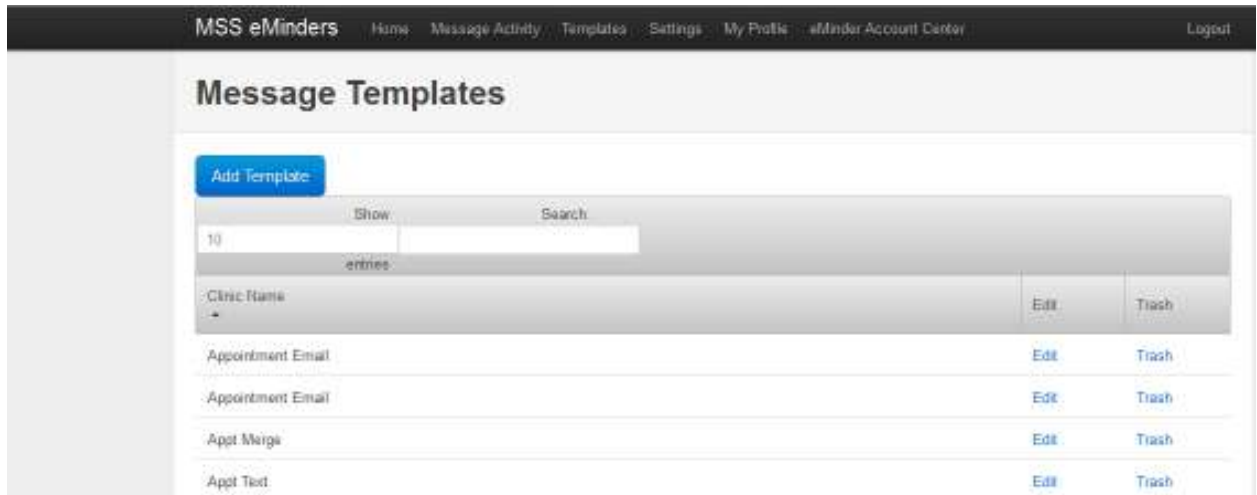 MSS eMinders Home Message Activity Templates Settings My Profile eMinder Account Center Logout
Message Templates
Add Template
Show Search
10
entries
Clinic Name Edit Trash
Appointment Email Edit Trash
Appointment Email Edit Trash
Appt Merge Edit Trash
Appt Text Edit Trash